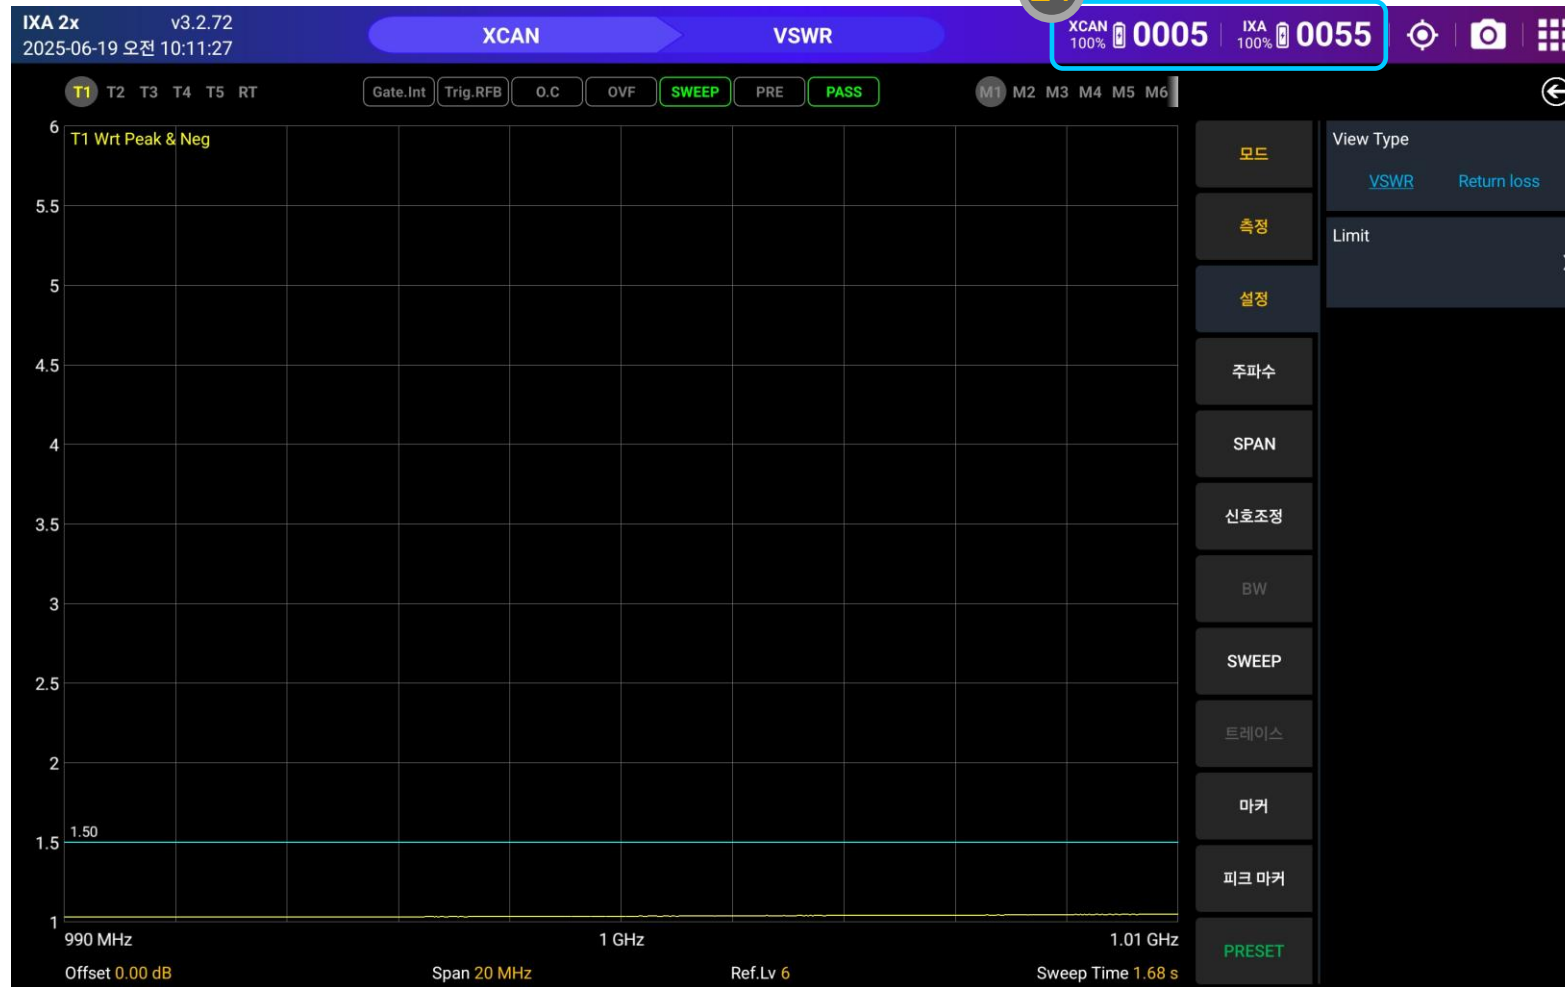 IXA 2x v3.2.72
2025-06-19 오전 10:11:27
XCAN VSWR
XCAN 100% 0005 IXA 100% 0055
T1 T2 T3 T4 T5 RT
Gate.Int Trig.RFB O.C OVF SWEEP PRE PASS
M1 M2 M3 M4 M5 M6
T1 Wrt Peak & Neg
6
5.5
5
4.5
4
3.5
3
2.5
2
1.5
1
1.50
990 MHz 1 GHz 1.01 GHz
Offset 0.00 dB Span 20 MHz Ref.Lv 6 Sweep Time 1.68 s
모드
측정
설정
주파수
SPAN
신호조정
BW
SWEEP
트레이스
마커
피크 마커
PRESET
View Type
VSWR Return loss
Limit